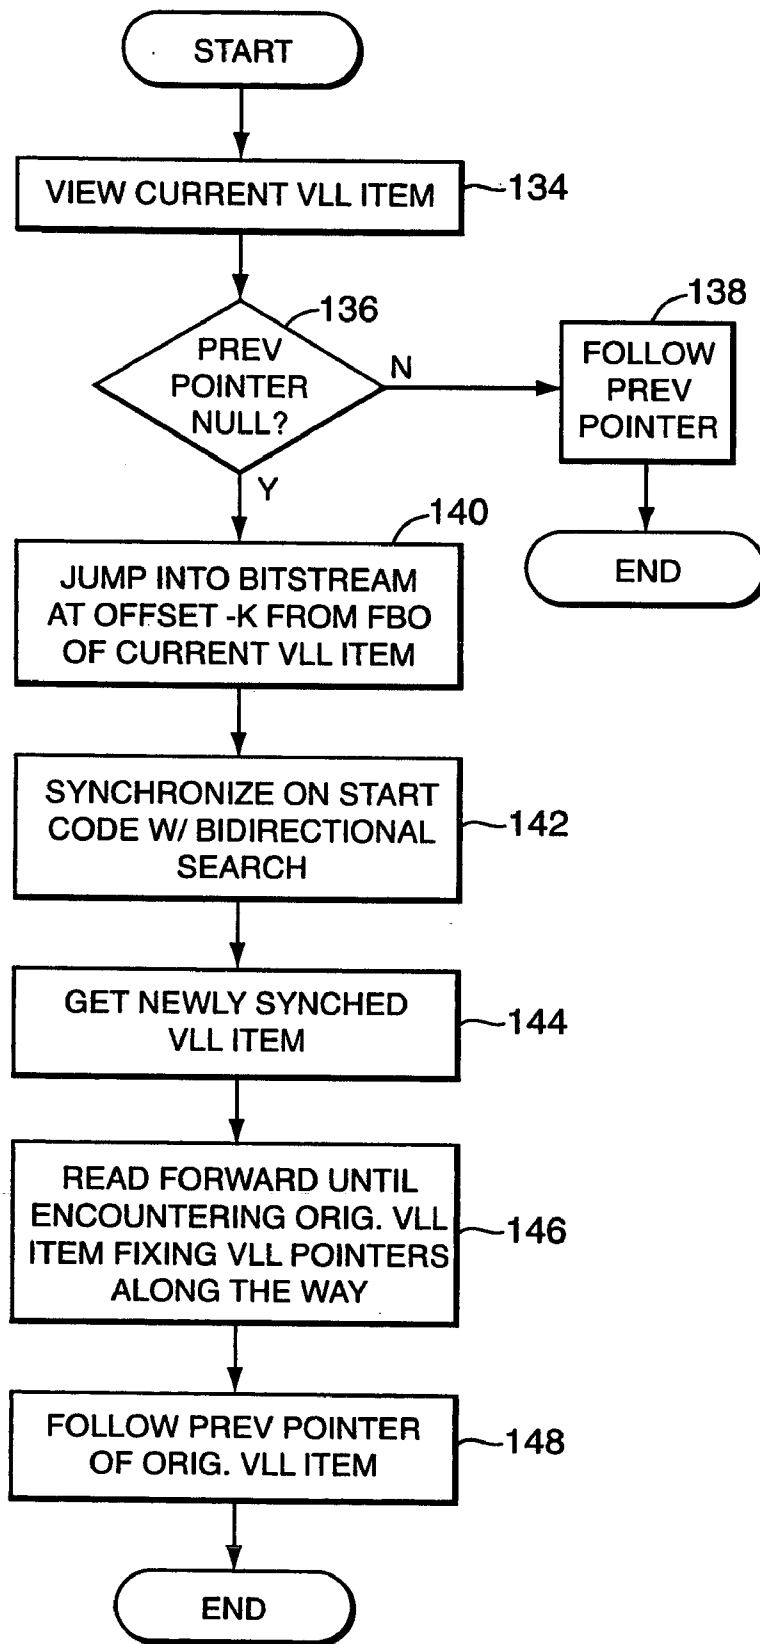 START
VIEW CURRENT VLL ITEM
134
136
PREV
POINTER
NULL?
N
Y
138
FOLLOW
PREV
POINTER
END
140
JUMP INTO BITSTREAM
AT OFFSET -K FROM FBO
OF CURRENT VLL ITEM
SYNCHRONIZE ON START
CODE W/ BIDIRECTIONAL
SEARCH
142
GET NEWLY SYNCHED
VLL ITEM
144
READ FORWARD UNTIL
ENCOUNTERING ORIG. VLL
ITEM FIXING VLL POINTERS
ALONG THE WAY
146
FOLLOW PREV POINTER
OF ORIG. VLL ITEM
148
END